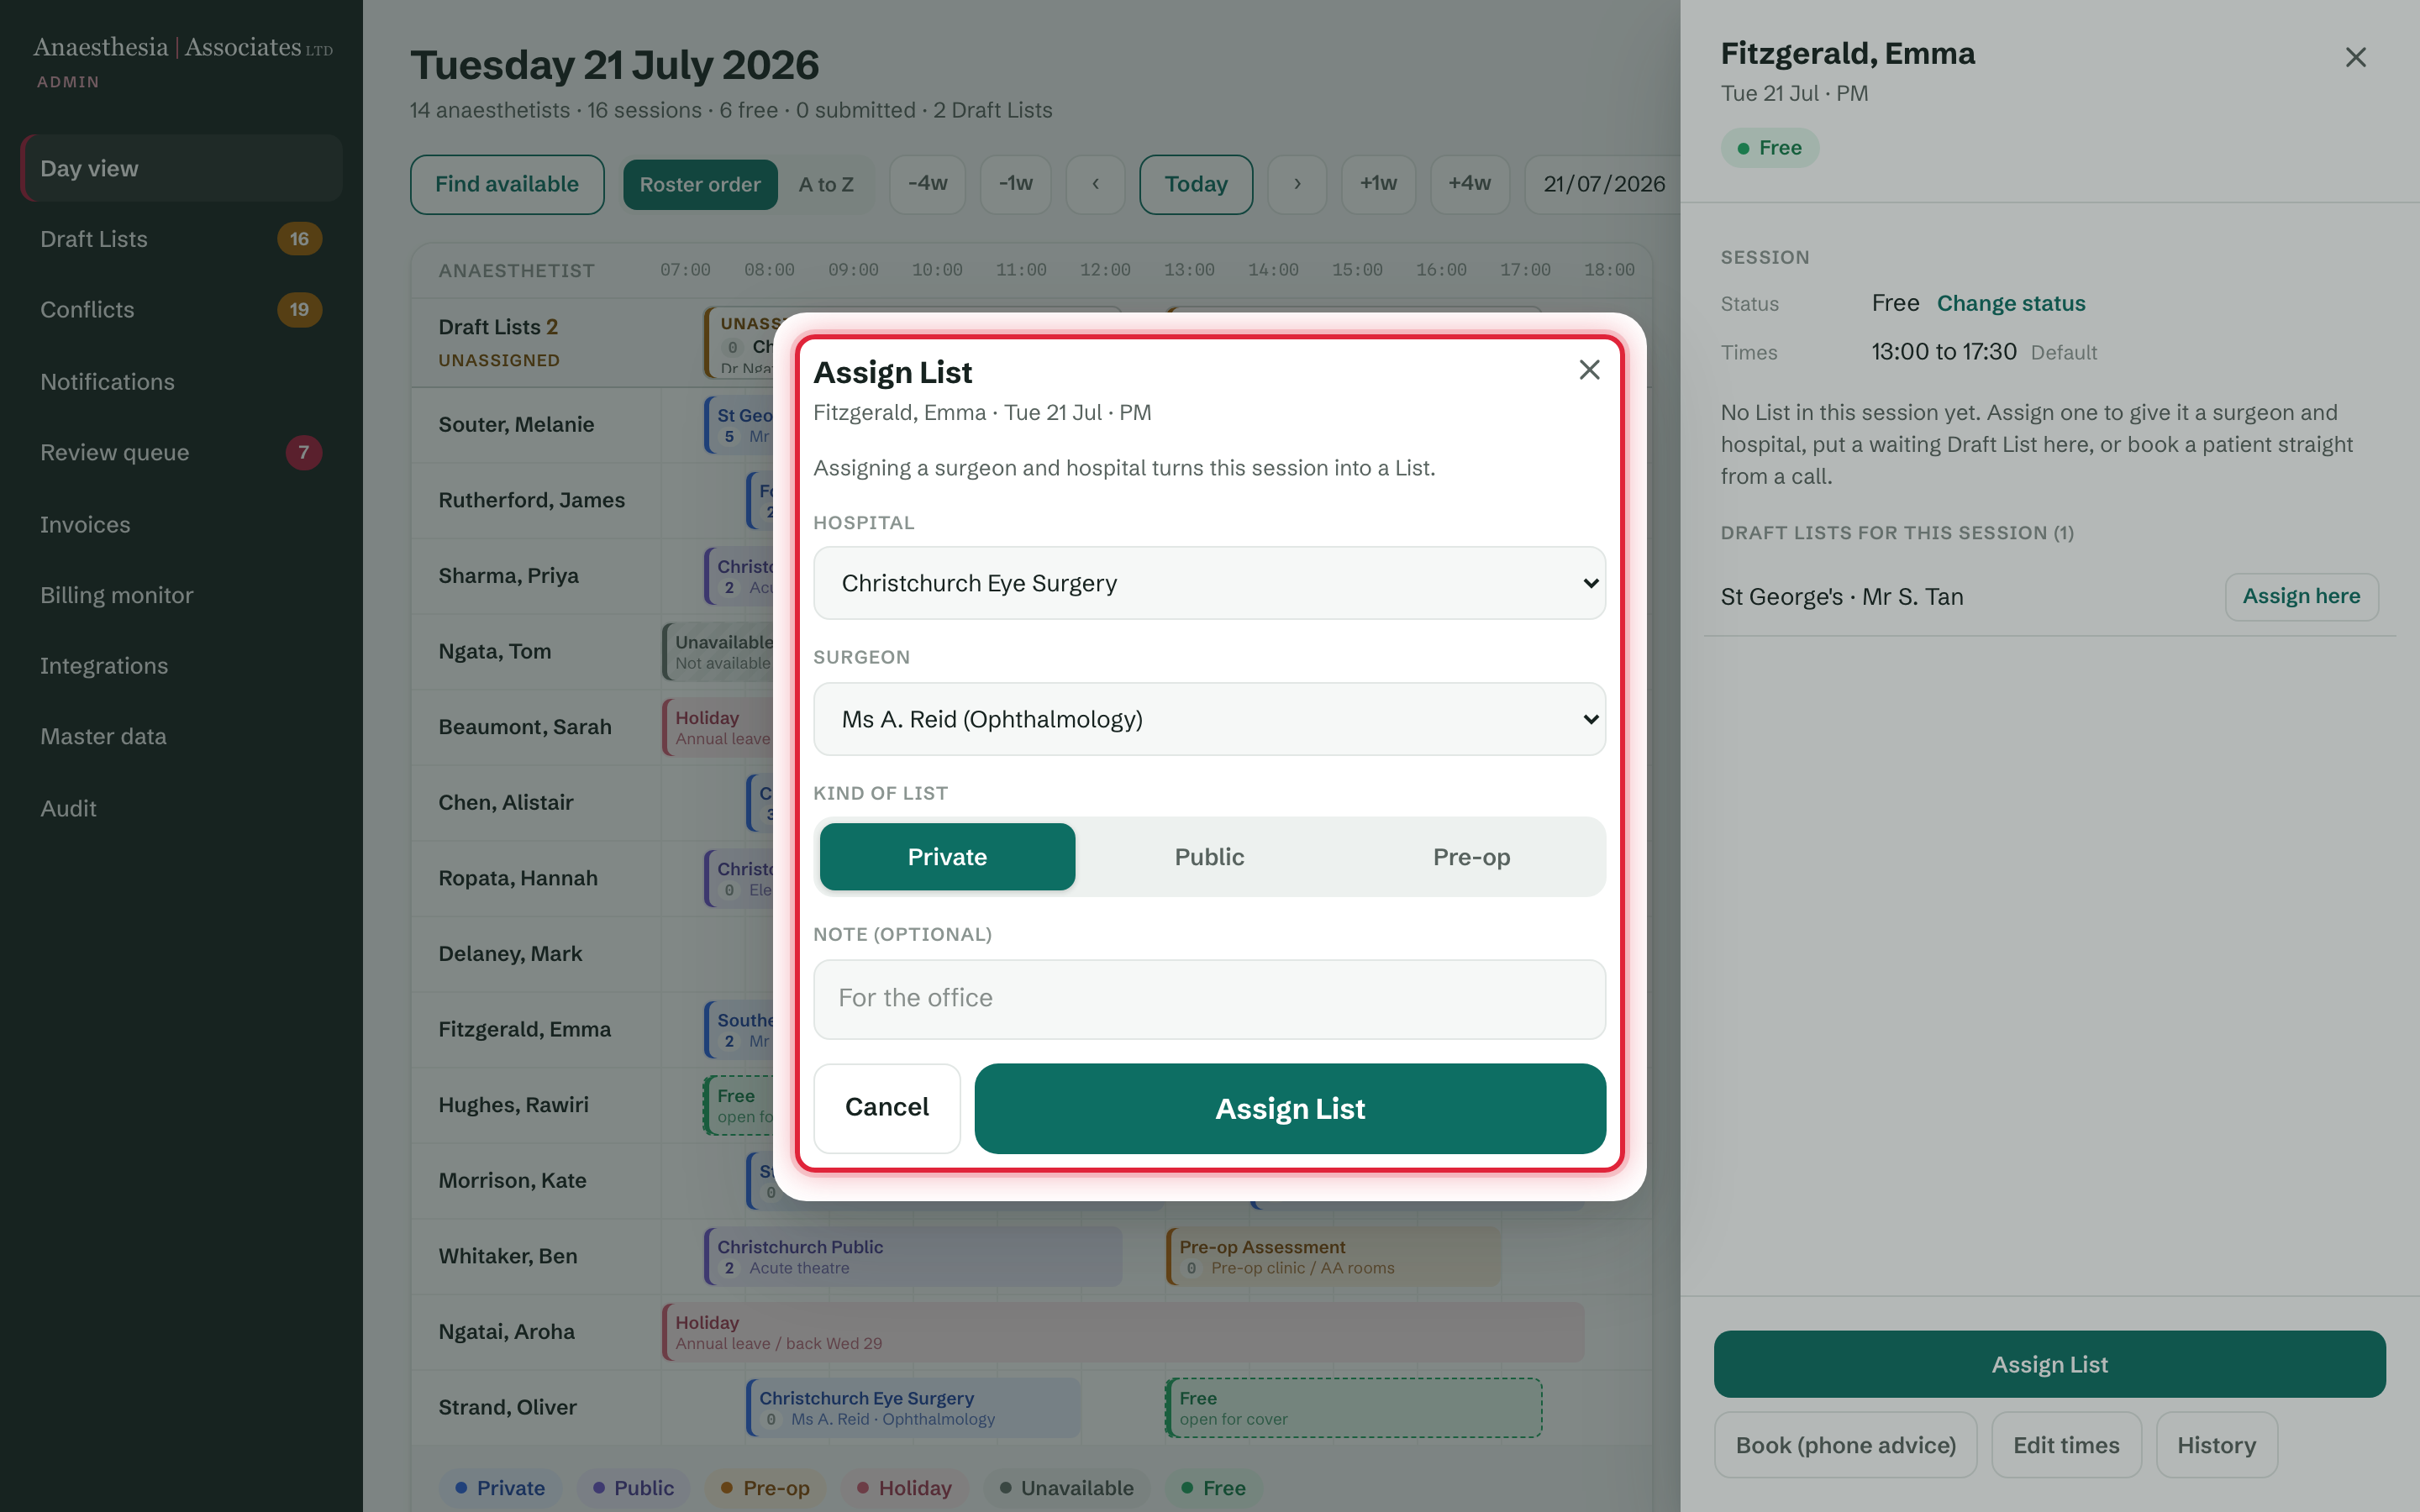 Anaesthesia | Associates LTD
ADMIN
Day view
Draft Lists 16
Conflicts 19
Notifications
Review queue 7
Invoices
Billing monitor
Integrations
Master data
Audit
Tuesday 21 July 2026
14 anaesthetists · 16 sessions · 6 free · 0 submitted · 2 Draft Lists
Find available Roster order A to Z -4w -1w ‹ Today › +1w +4w 21/07/2026
ANAESTHETIST 07:00 08:00 09:00 10:00 11:00 12:00 13:00 14:00 15:00 16:00 17:00 18:00
Draft Lists 2
UNASSIGNED
0
Souter, Melanie
5 Mr
Rutherford, James
Sharma, Priya
2
Ngata, Tom
Unavailable
Not available
Beaumont, Sarah
Holiday
Annual leave
Chen, Alistair
Ropata, Hannah
0
Delaney, Mark
Fitzgerald, Emma
2 Mr
Hughes, Rawiri
Free
open
Morrison, Kate
0
Whitaker, Ben
Christchurch Public
2 Acute theatre
Pre-op Assessment
0 Pre-op clinic / AA rooms
Ngatai, Aroha
Holiday
Annual leave / back Wed 29
Strand, Oliver
Christchurch Eye Surgery
0 Ms A. Reid · Ophthalmology
Free
open for cover
Private Public Pre-op Holiday Unavailable Free
Assign List
Fitzgerald, Emma · Tue 21 Jul · PM
Assigning a surgeon and hospital turns this session into a List.
HOSPITAL
Christchurch Eye Surgery
SURGEON
Ms A. Reid (Ophthalmology)
KIND OF LIST
Private Public Pre-op
NOTE (OPTIONAL)
For the office
Cancel Assign List
Fitzgerald, Emma
Tue 21 Jul · PM
Free
SESSION
Status Free Change status
Times 13:00 to 17:30 Default
No List in this session yet. Assign one to give it a surgeon and
hospital, put a waiting Draft List here, or book a patient straight
from a call.
DRAFT LISTS FOR THIS SESSION (1)
St George's · Mr S. Tan Assign here
Assign List
Book (phone advice) Edit times History